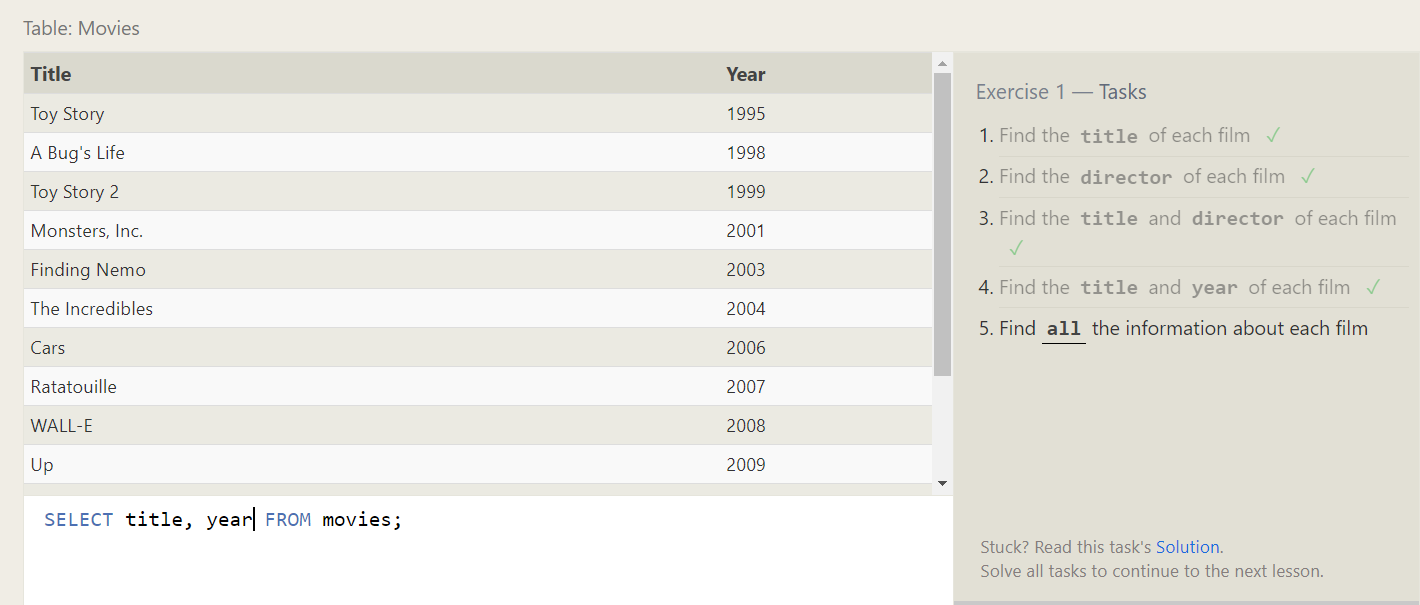 Table: Movies
Title Year
Toy Story 1995
A Bug's Life 1998
Toy Story 2 1999
Monsters, Inc. 2001
Finding Nemo 2003
The Incredibles 2004
Cars 2006
Ratatouille 2007
WALL-E 2008
Up 2009
SELECT title, year FROM movies;
Exercise 1 — Tasks
1. Find the title of each film ✓
2. Find the director of each film ✓
3. Find the title and director of each film
✓
4. Find the title and year of each film ✓
5. Find all the information about each film
Stuck? Read this task's Solution.
Solve all tasks to continue to the next lesson.